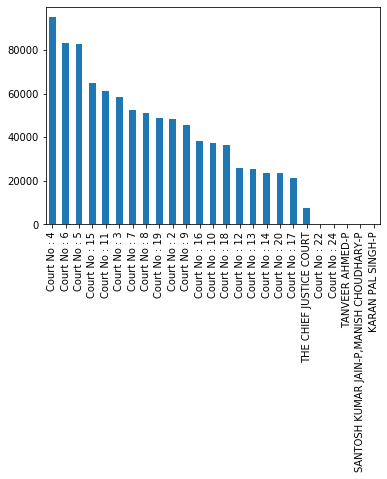 80000
60000
40000
20000
0
Court No : 4
Court No : 6
Court No : 5
Court No : 15
Court No : 11
Court No : 3
Court No : 7
Court No : 8
Court No : 19
Court No : 2
Court No : 9
Court No : 16
Court No : 10
Court No : 18
Court No : 12
Court No : 13
Court No : 14
Court No : 20
Court No : 17
THE CHIEF JUSTICE COURT
Court No : 22
Court No : 24
TANVEER AHMED-P
SANTOSH KUMAR JAIN-P,MANISH CHOUDHARY-P
KARAN PAL SINGH-P